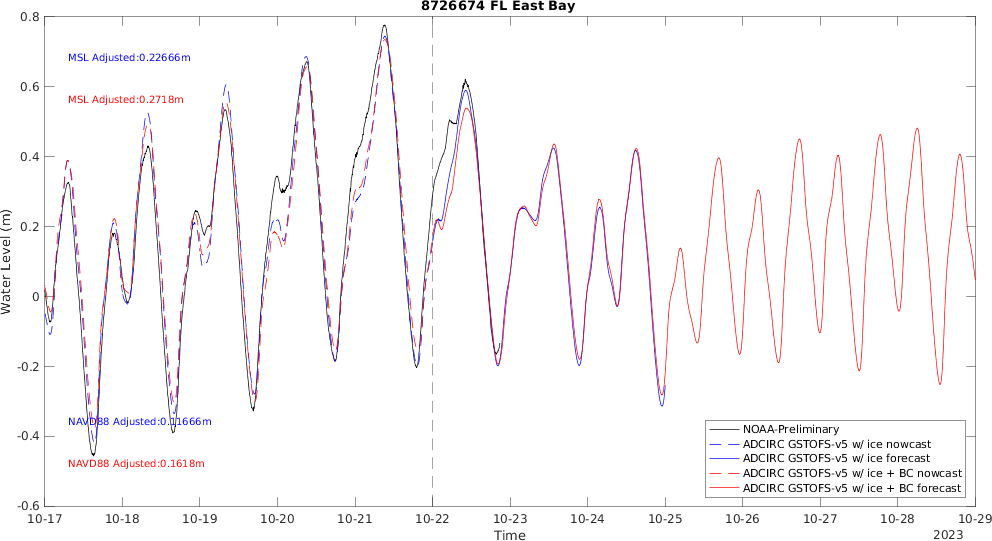 8726674 FL East Bay
Water Level (m)
0.8
0.6
0.4
0.2
0
-0.2
-0.4
-0.6
MSL Adjusted:0.22666m
MSL Adjusted:0.2718m
NAVD88 Adjusted:0.11666m
NAVD88 Adjusted:0.1618m
NOAA-Preliminary
ADCIRC GSTOFS-v5 w/ ice nowcast
ADCIRC GSTOFS-v5 w/ ice forecast
ADCIRC GSTOFS-v5 w/ ice + BC nowcast
ADCIRC GSTOFS-v5 w/ ice + BC forecast
10-17 10-18 10-19 10-20 10-21 10-22 10-23 10-24 10-25 10-26 10-27 10-28 10-29
Time
2023